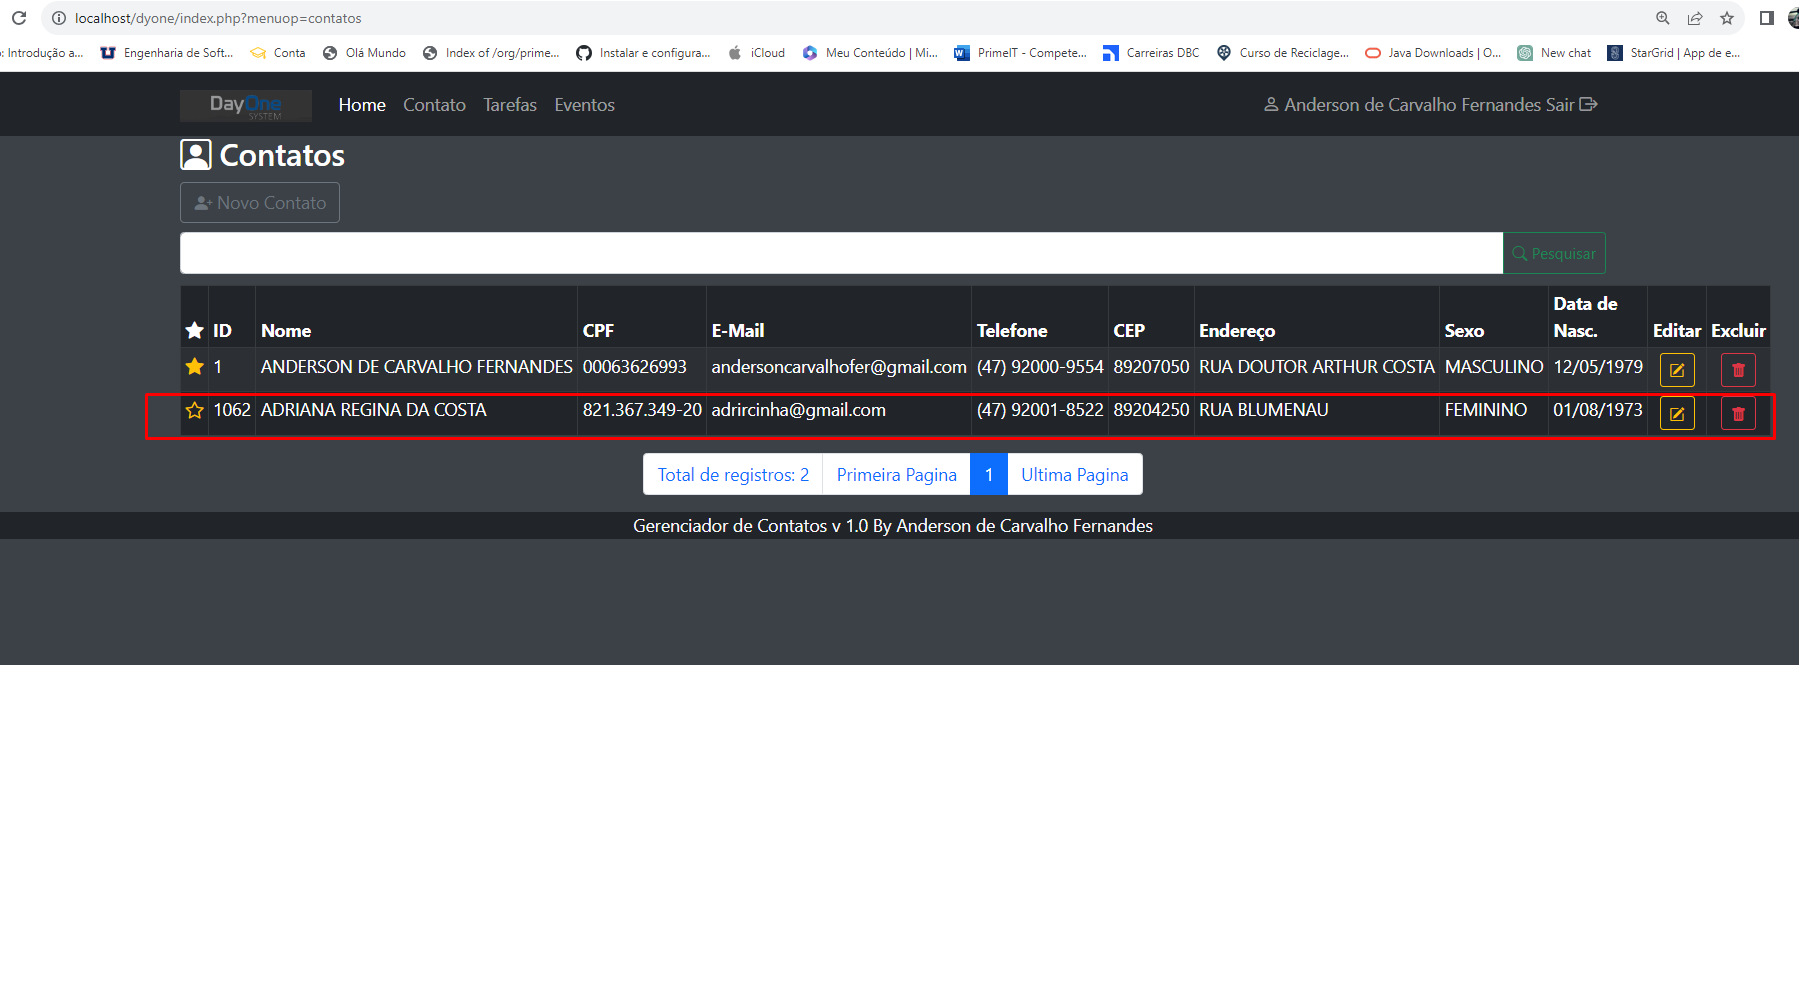 localhost/dyone/index.php?menuop=contatos
: Introdução a... Engenharia de Soft... Conta Olá Mundo Index of /org/prime... Instalar e configura... iCloud Meu Conteúdo | Mi... PrimeIT - Compete... Carreiras DBC Curso de Reciclage... Java Downloads | O... New chat StarGrid | App de e...
DayOne SYSTEM Home Contato Tarefas Eventos Anderson de Carvalho Fernandes Sair
Contatos
Novo Contato
Pesquisar
ID Nome CPF E-Mail Telefone CEP Endereço Sexo Data de Nasc. Editar Excluir
1 ANDERSON DE CARVALHO FERNANDES 00063626993 andersoncarvalhofer@gmail.com (47) 92000-9554 89207050 RUA DOUTOR ARTHUR COSTA MASCULINO 12/05/1979
1062 ADRIANA REGINA DA COSTA 821.367.349-20 adrircinha@gmail.com (47) 92001-8522 89204250 RUA BLUMENAU FEMININO 01/08/1973
Total de registros: 2 Primeira Pagina 1 Ultima Pagina
Gerenciador de Contatos v 1.0 By Anderson de Carvalho Fernandes